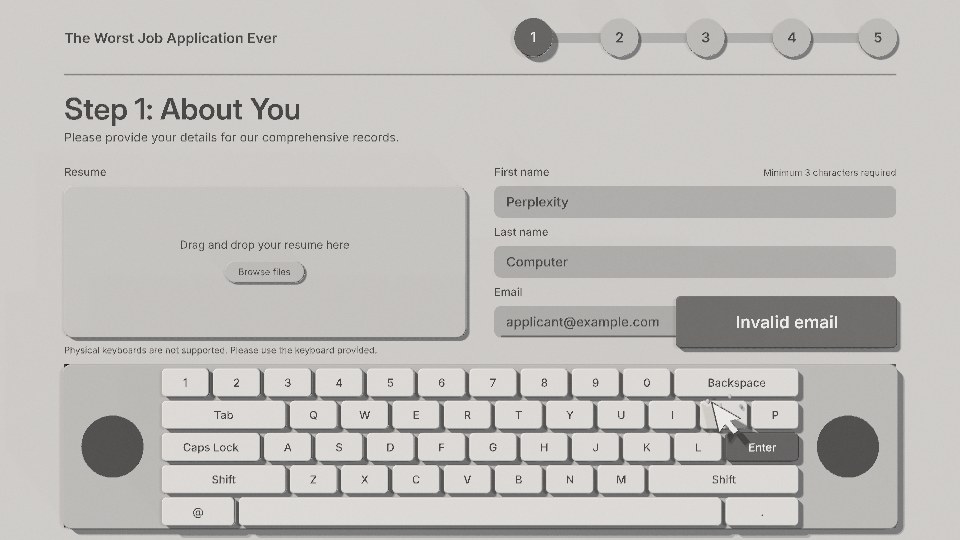 The Worst Job Application Ever
1 2 3 4 5
Step 1: About You
Please provide your details for our comprehensive records.
Resume
Drag and drop your resume here
Browse files
First name
Minimum 3 characters required
Perplexity
Last name
Computer
Email
applicant@example.com
Invalid email
Physical keyboards are not supported. Please use the keyboard provided.
1 2 3 4 5 6 7 8 9 0 Backspace
Tab Q W E R T Y U I P
Caps Lock A S D F G H J K L Enter
Shift Z X C V B N M Shift
@ .